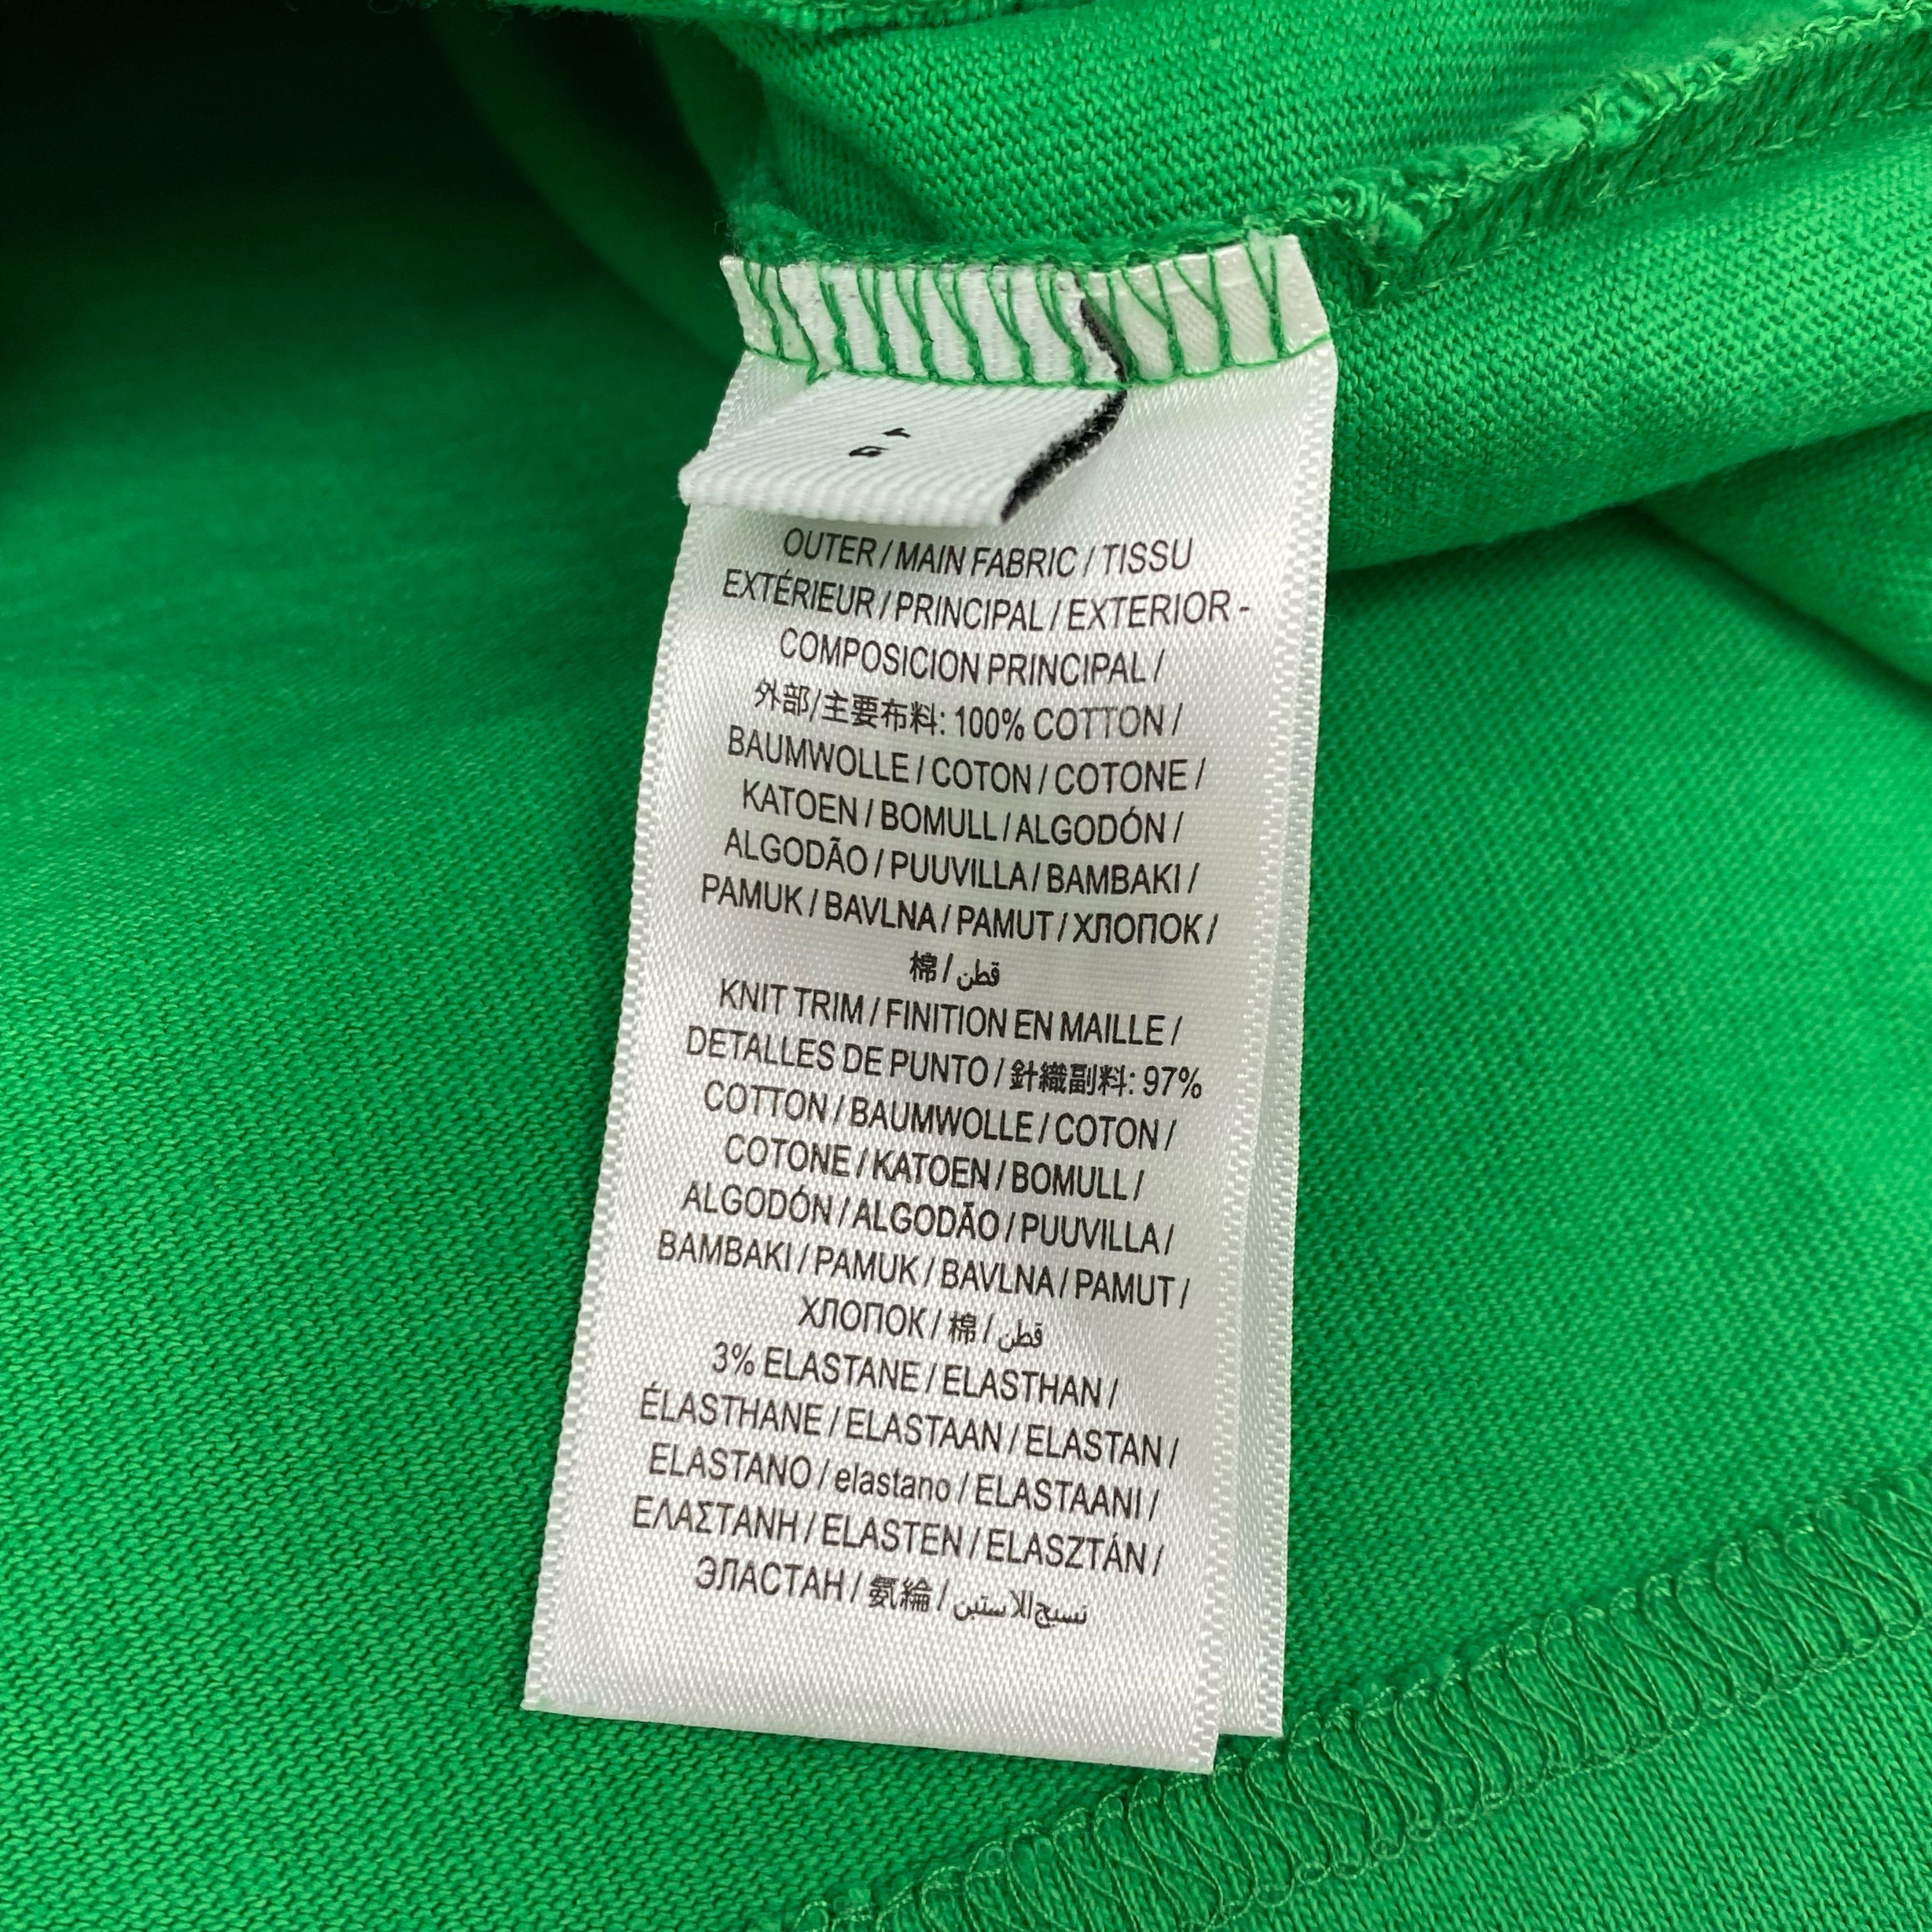 OUTER / MAIN FABRIC / TISSU
EXTÉRIEUR / PRINCIPAL / EXTERIOR -
COMPOSICION PRINCIPAL /
外部/主要布料: 100% COTTON /
BAUMWOLLE / COTON / COTONE /
KATOEN / BOMULL / ALGODÓN /
ALGODÃO / PUUVILLA / BAMBAKI /
PAMUK / BAVLNA / PAMUT / ХЛОПОК /
棉 / قطن
KNIT TRIM / FINITION EN MAILLE /
DETALLES DE PUNTO / 針織副料: 97%
COTTON / BAUMWOLLE / COTON /
COTONE / KATOEN / BOMULL /
ALGODÓN / ALGODÃO / PUUVILLA /
BAMBAKI / PAMUK / BAVLNA / PAMUT /
ХЛОПОК / 棉 / قطن
3% ELASTANE / ELASTHAN /
ÉLASTHANE / ELASTAAN / ELASTAN /
ELASTANO / elastano / ELASTAANI /
ΕΛΑΣΤΑΝΗ / ELASTEN / ELASZTÁN /
ЭЛАСТАН / 氨綸 / نسيج الاستين